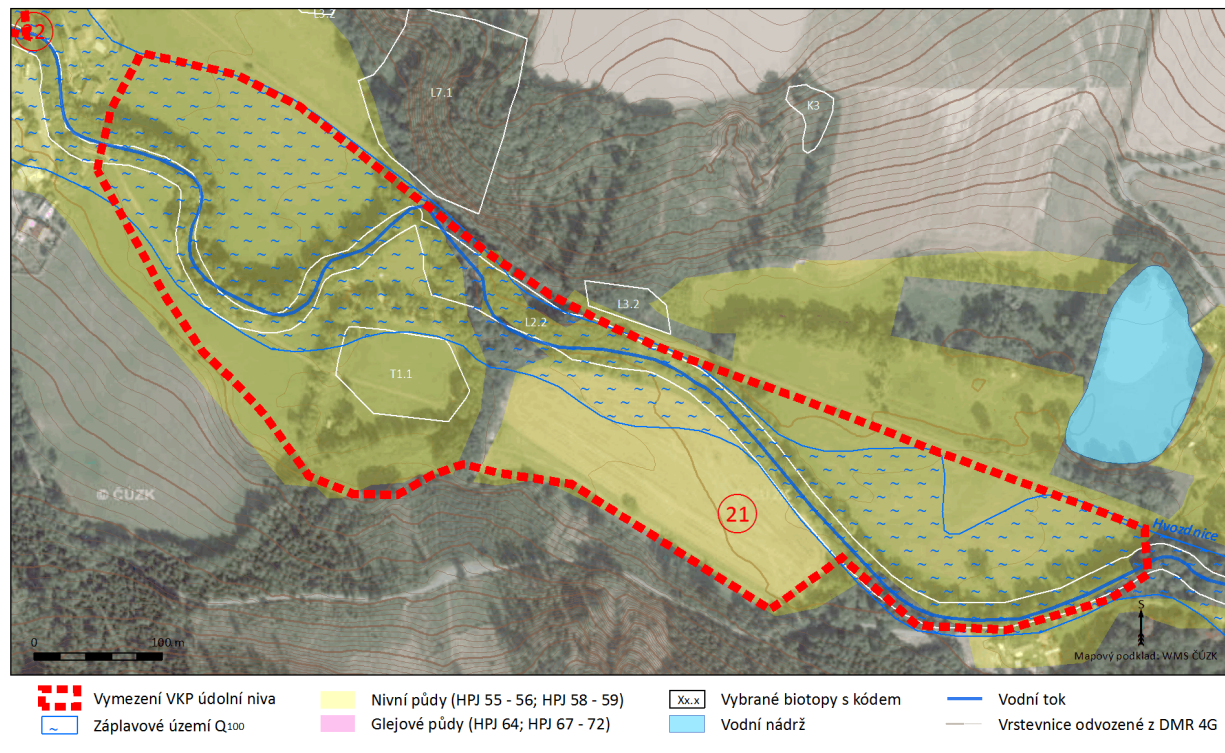 22
L3.2
L7.1
K3
L3.2
L2.2
T1.1
© ČÚZK
ČÚZK
21
Hvozdnice
S
0 100 m
Mapový podklad: WMS ČÚZK
Vymezení VKP údolní niva
Nivní půdy (HPJ 55 - 56; HPJ 58 - 59)
Xx.x
Vybrané biotopy s kódem
Vodní tok
Záplavové území Q100
Glejové půdy (HPJ 64; HPJ 67 - 72)
Vodní nádrž
Vrstevnice odvozené z DMR 4G